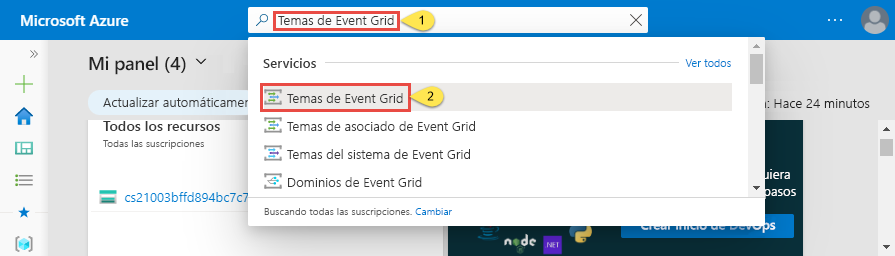 Microsoft Azure
Temas de Event Grid
1
Servicios
Ver todos
Mi panel (4)
Temas de Event Grid
2
Actualizar automáticamen
: Hace 24 minutos
Todos los recursos
Temas de asociado de Event Grid
Todas las suscripciones
Temas del sistema de Event Grid
uiera
pasos
cs21003bffd894bc7c7
Dominios de Event Grid
Buscando todas las suscripciones. Cambiar
Crear inicio de DevOps
node
NET